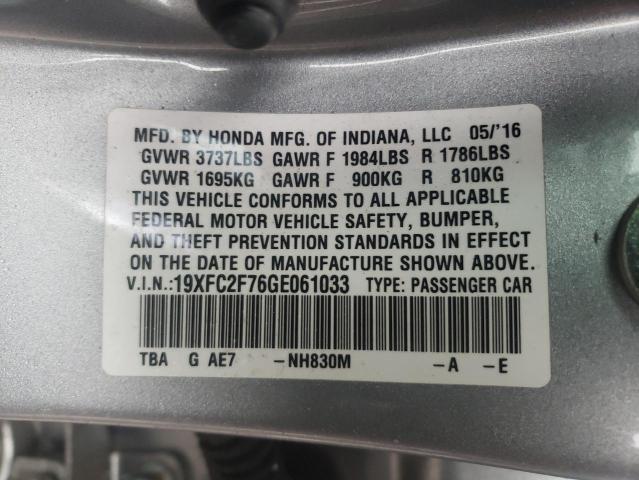 MFD. BY HONDA MFG. OF INDIANA, LLC 05/'16
GVWR 3737LBS GAWR F 1984LBS R 1786LBS
GVWR 1695KG GAWR F 900KG R 810KG
THIS VEHICLE CONFORMS TO ALL APPLICABLE
FEDERAL MOTOR VEHICLE SAFETY, BUMPER,
AND THEFT PREVENTION STANDARDS IN EFFECT
ON THE DATE OF MANUFACTURE SHOWN ABOVE.
V.I.N.:19XFC2F76GE061033 TYPE: PASSENGER CAR
TBA G AE7 -NH830M -A -E